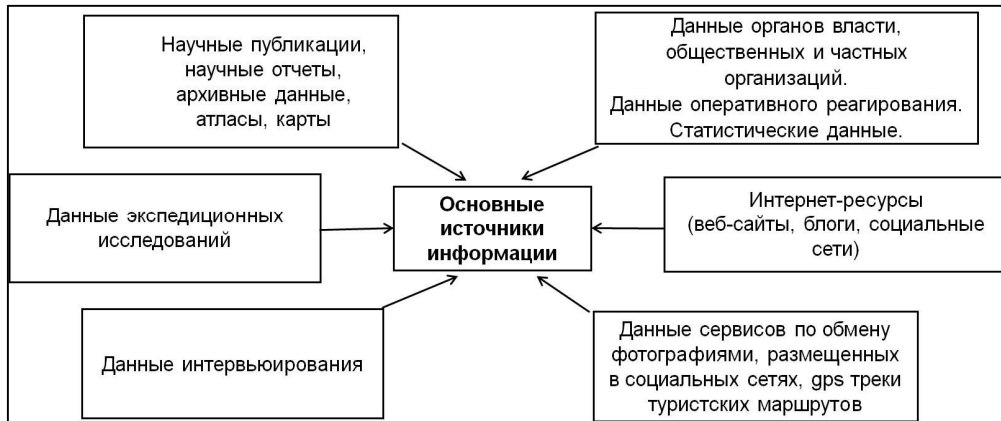 Научные публикации,
научные отчеты,
архивные данные,
атласы, карты
Данные органов власти,
общественных и частных
организаций.
Данные оперативного реагирования.
Статистические данные.
Данные экспедиционных
исследований
Основные
источники
информации
Интернет-ресурсы
(веб-сайты, блоги, социальные
сети)
Данные интервьюирования
Данные сервисов по обмену
фотографиями, размещенных
в социальных сетях, gps треки
туристских маршрутов